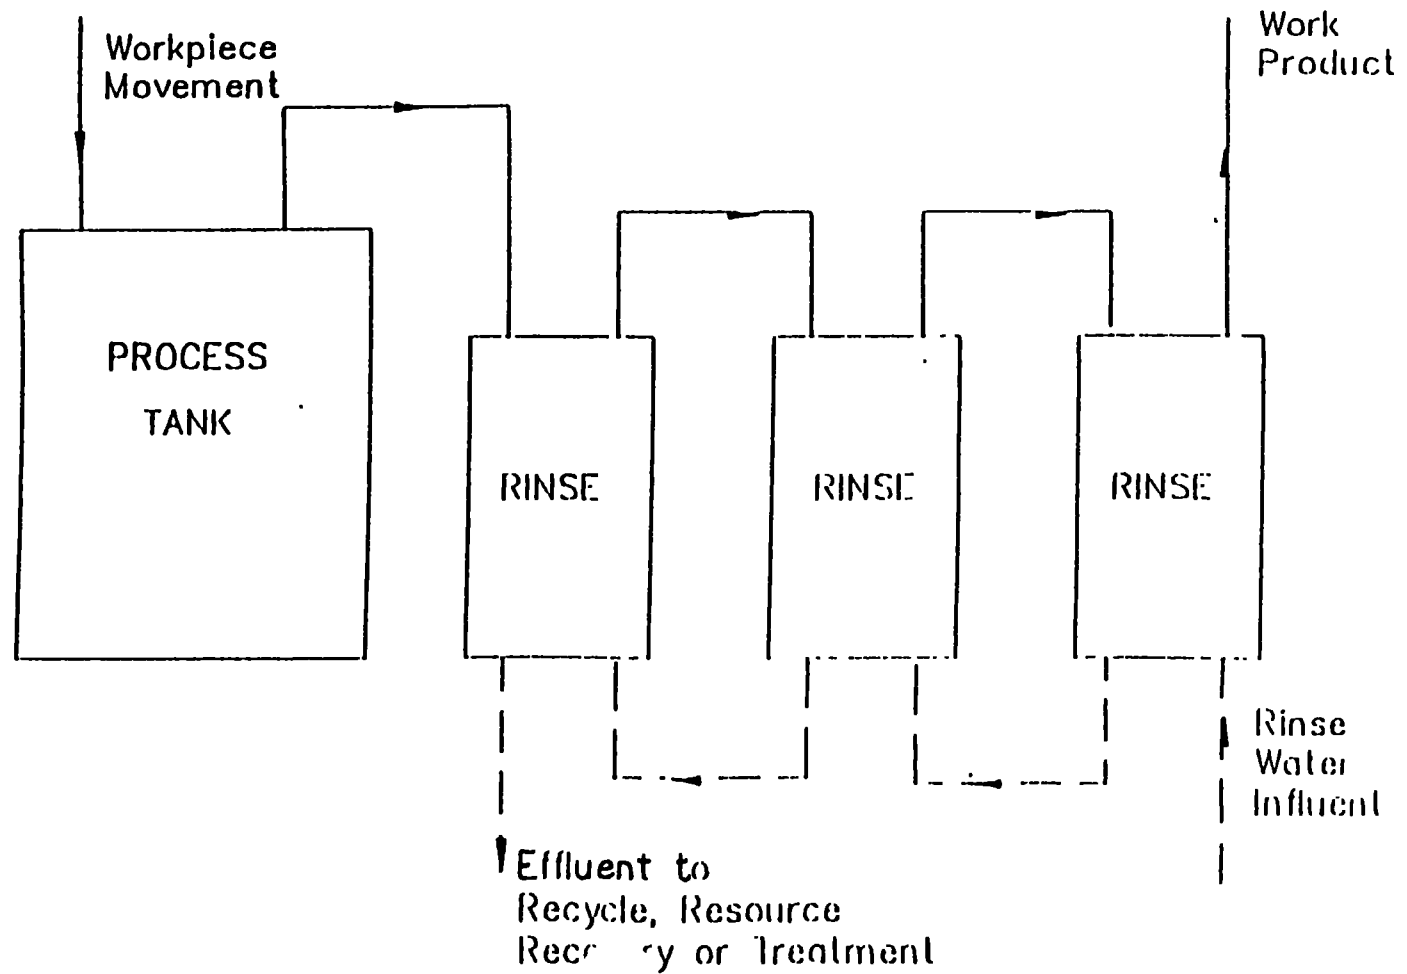 Workpiece
Movement
Work
Product
PROCESS
TANK
RINSE
RINSE
RINSE
Rinse
Water
Influent
Effluent to
Recycle, Resource
or Treatment